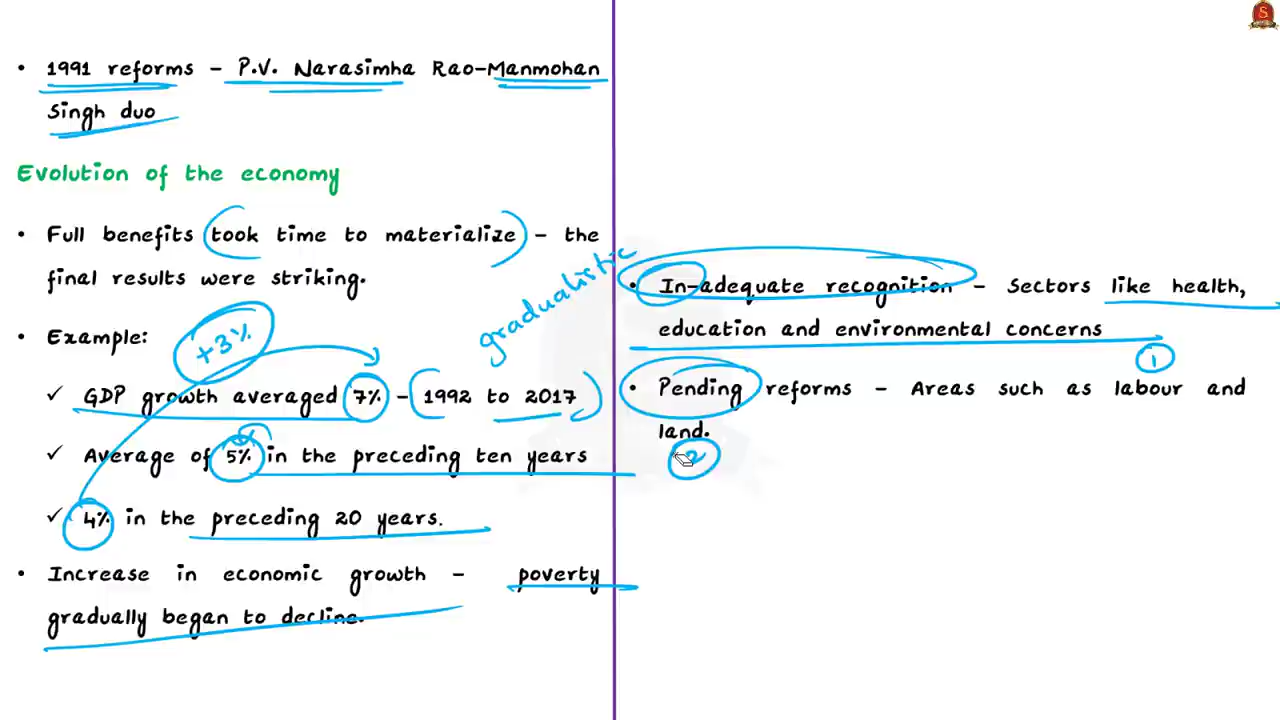 • 1991 reforms – P.V. Narasimha Rao-Manmohan
Singh duo
Evolution of the economy
• Full benefits took time to materialize – the
final results were striking.
gradualistic
• Example:
+3%
✓ GDP growth averaged 7% – (1992 to 2017)
✓ Average of 5% in the preceding ten years
✓ 4% in the preceding 20 years.
• Increase in economic growth – poverty
gradually began to decline.
• In-adequate recognition – Sectors like health,
education and environmental concerns
1
• Pending reforms – Areas such as labour and
land.
2
S